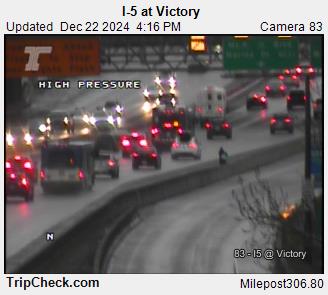 I-5 at Victory
Updated  Dec 22 2024  4:16 PM
Camera 83
T
HIGH PRESSURE
N
83 - I5 @ Victory
TripCheck.com
Milepost306.80